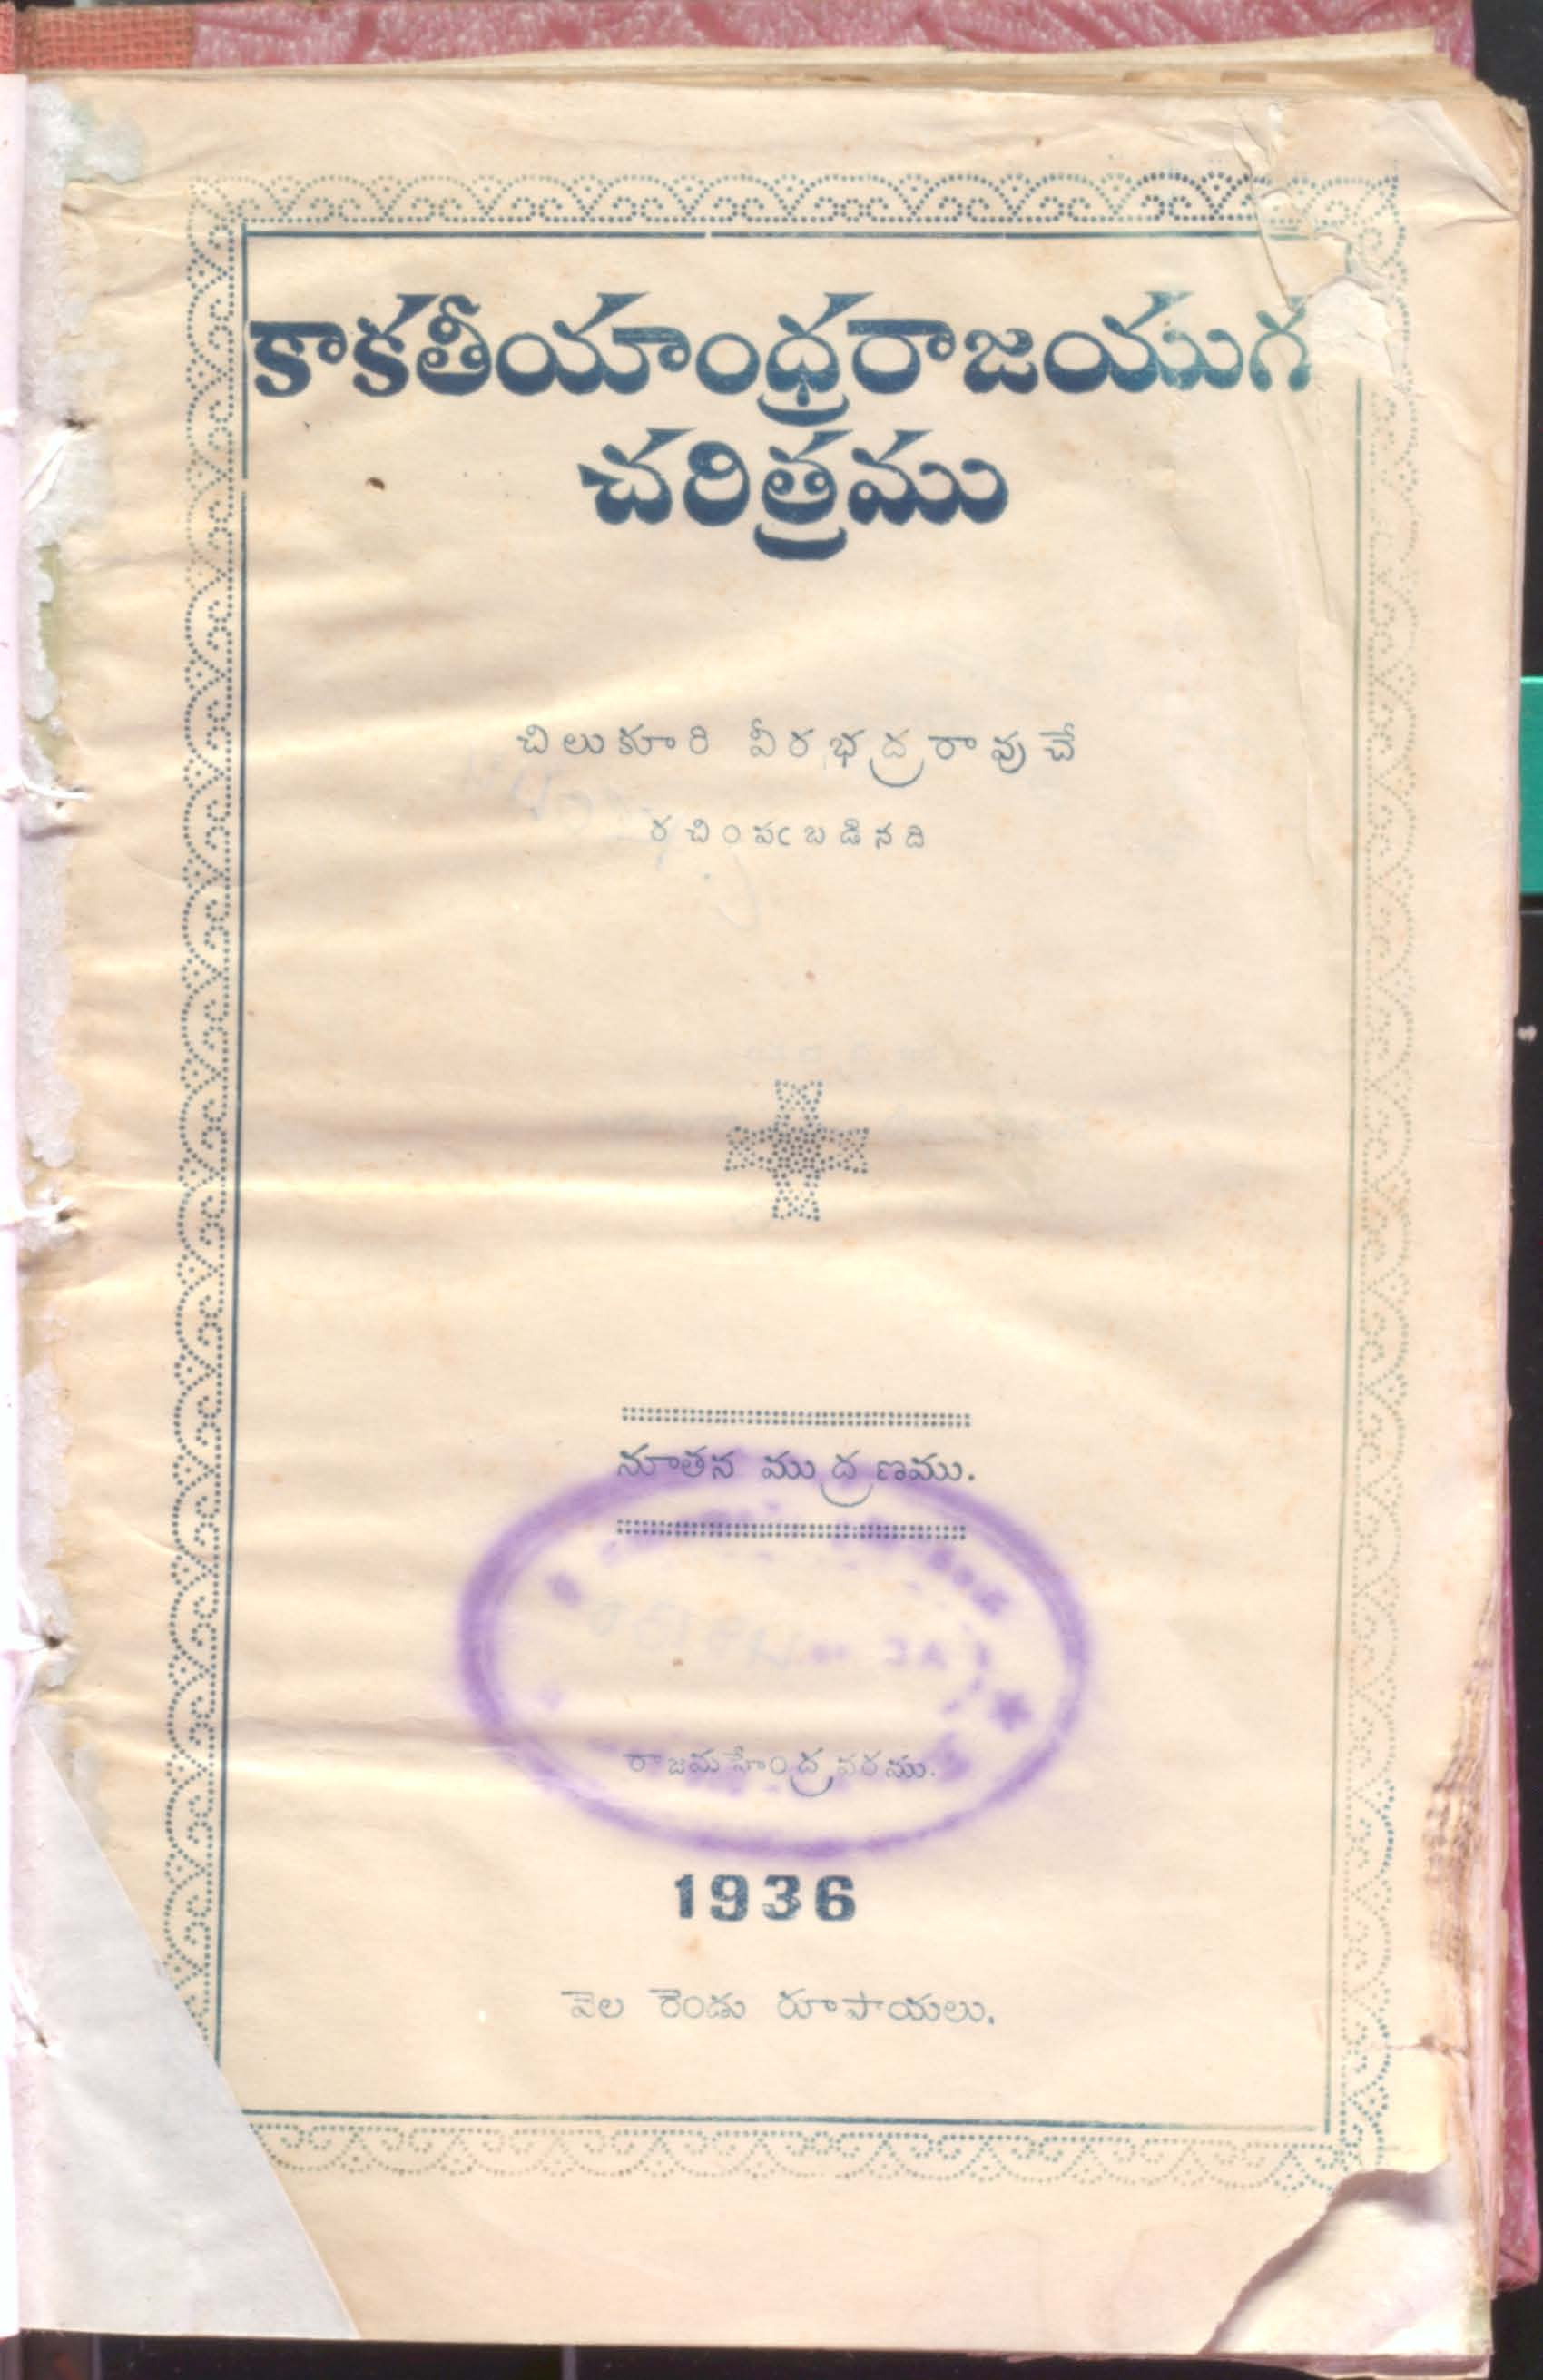 కాకతీయాంధ్రరాజయుగ
చరిత్రము
చిలుకూరి వీరభద్రరావుచే
రచింపఁబడినది
నూతన ముద్రణము.
రాజమహేంద్రవరము.
1936
వెల రెండు రూపాయలు.